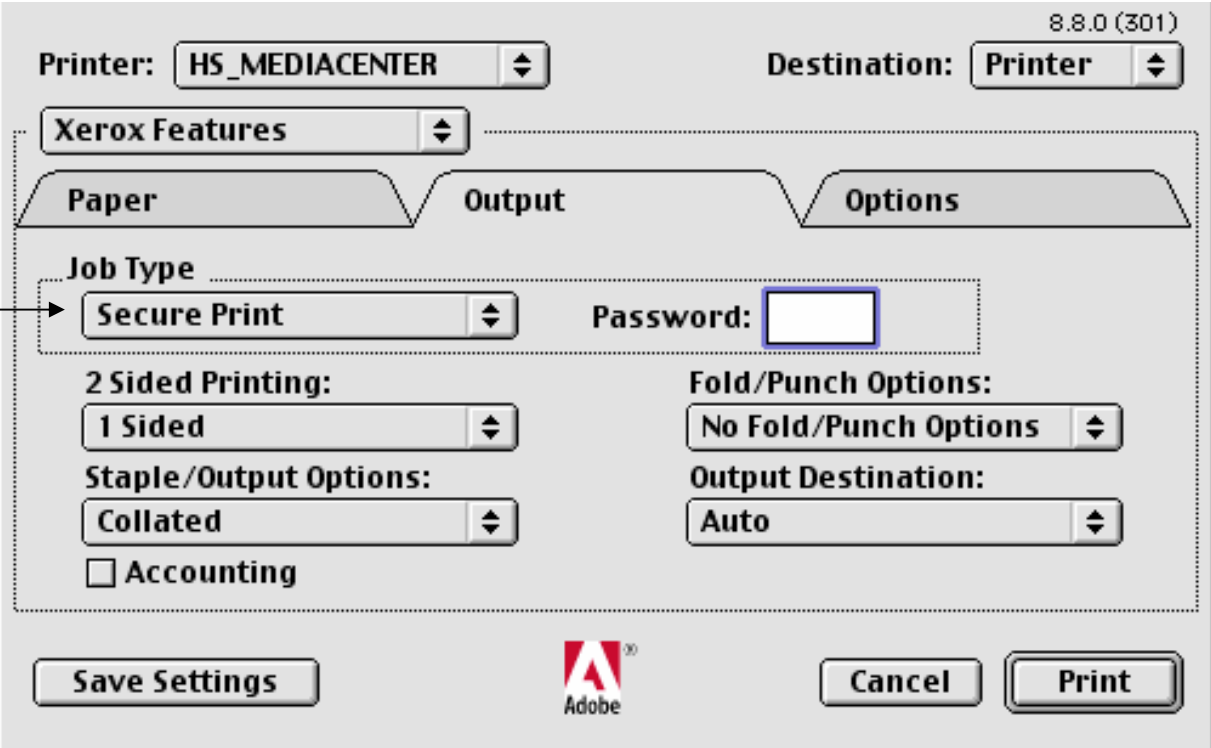 8.8.0 (301)
Printer: HS_MEDIACENTER Destination: Printer
Xerox Features
Paper Output Options
Job Type
Secure Print Password:
2 Sided Printing: Fold/Punch Options:
1 Sided No Fold/Punch Options
Staple/Output Options: Output Destination:
Collated Auto
Accounting
Save Settings Adobe® Cancel Print